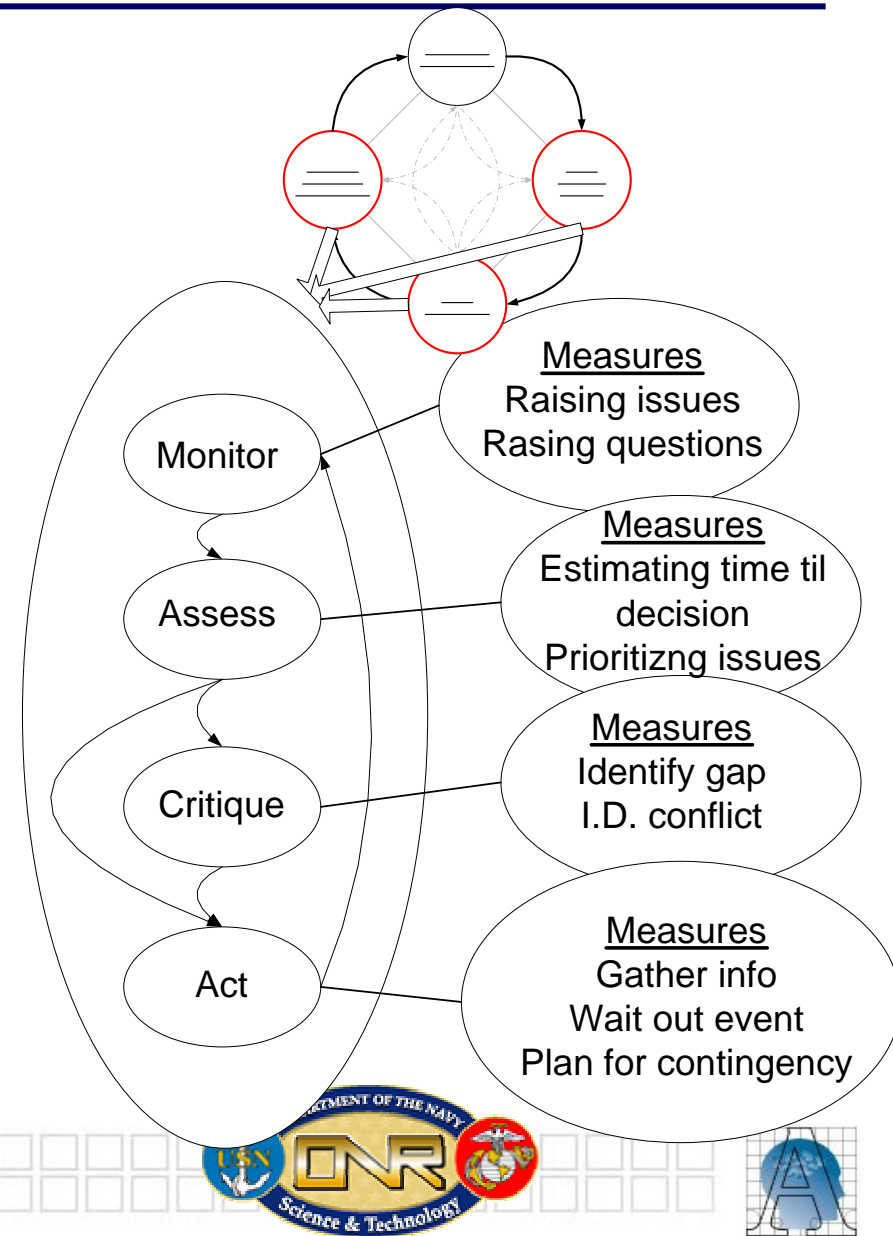 Measures
Raising issues
Rasing questions
Monitor
Measures
Estimating time til
decision
Prioritizng issues
Assess
Measures
Identify gap
I.D. conflict
Critique
Measures
Gather info
Wait out event
Plan for contingency
Act
ARTMENT OF THE NAVY
USN
ONR
Science & Technology